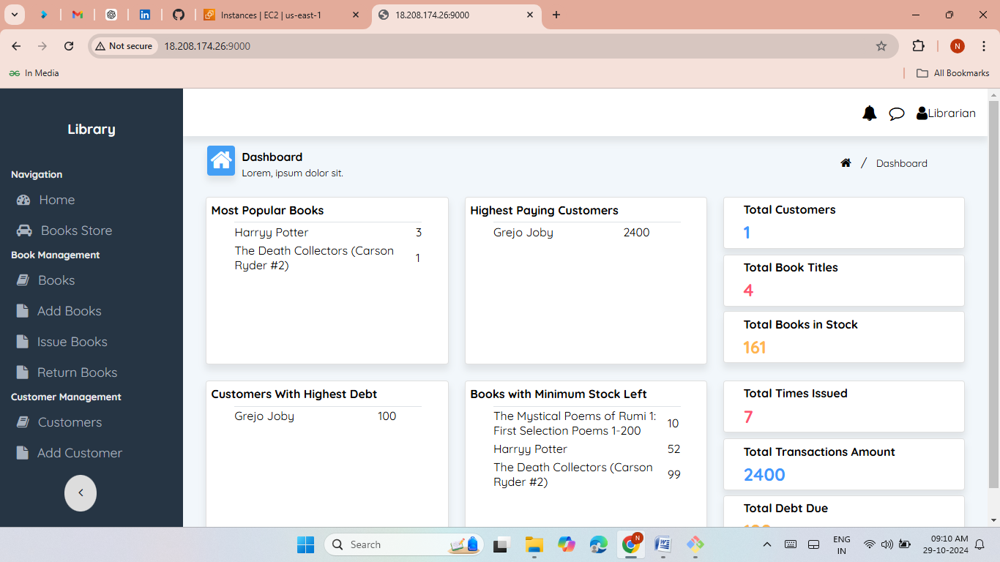 Instances | EC2 | us-east-1
18.208.174.26:9000
Not secure
18.208.174.26:9000
N
In Media
All Bookmarks
Library
Librarian
Navigation
Home
Books Store
Book Management
Books
Add Books
Issue Books
Return Books
Customer Management
Customers
Add Customer
Dashboard
Lorem, ipsum dolor sit.
/ Dashboard
Most Popular Books
Harryy Potter 3
The Death Collectors (Carson
Ryder #2) 1
Highest Paying Customers
Grejo Joby 2400
Total Customers
1
Total Book Titles
4
Total Books in Stock
161
Customers With Highest Debt
Grejo Joby 100
Books with Minimum Stock Left
The Mystical Poems of Rumi 1:
First Selection Poems 1-200 10
Harryy Potter 52
The Death Collectors (Carson
Ryder #2) 99
Total Times Issued
7
Total Transactions Amount
2400
Total Debt Due
Search
N
ENG
IN
09:10 AM
29-10-2024